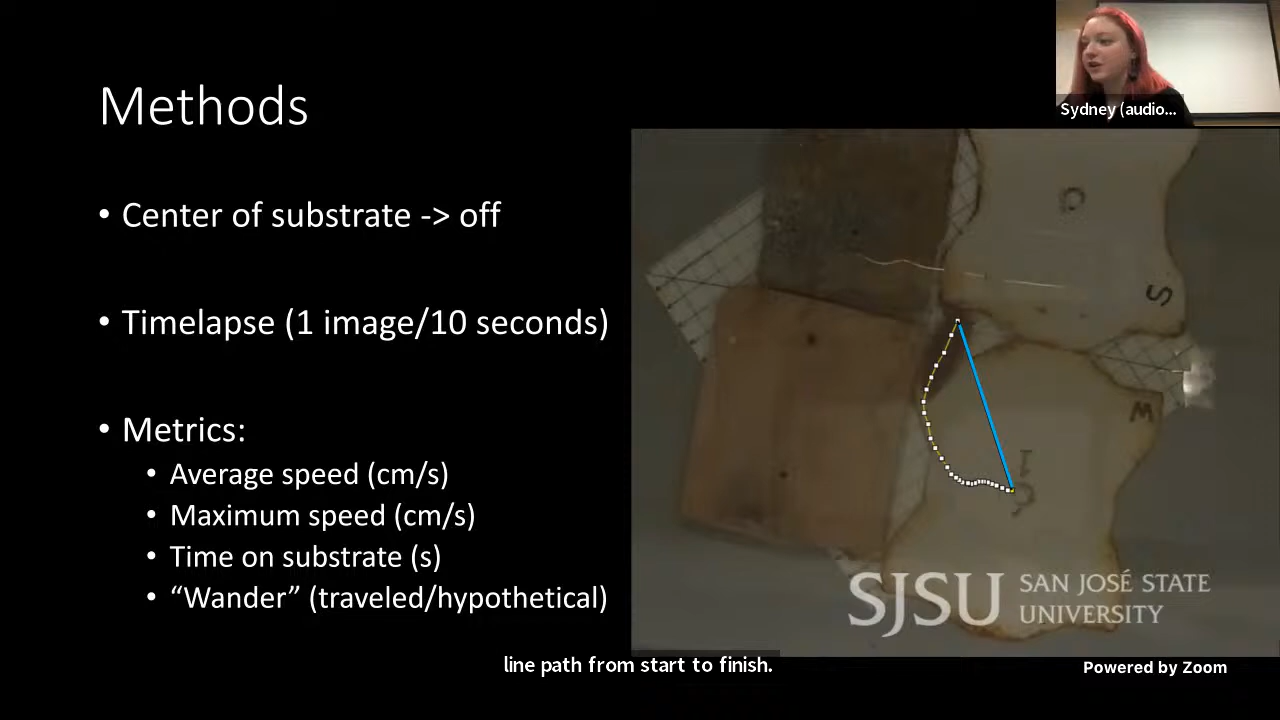 Methods
• Center of substrate -> off
• Timelapse (1 image/10 seconds)
• Metrics:
• Average speed (cm/s)
• Maximum speed (cm/s)
• Time on substrate (s)
• “Wander” (traveled/hypothetical)
Sydney (audio...
S
W
1
SJSU SAN JOSÉ STATE
UNIVERSITY
line path from start to finish.
Powered by Zoom